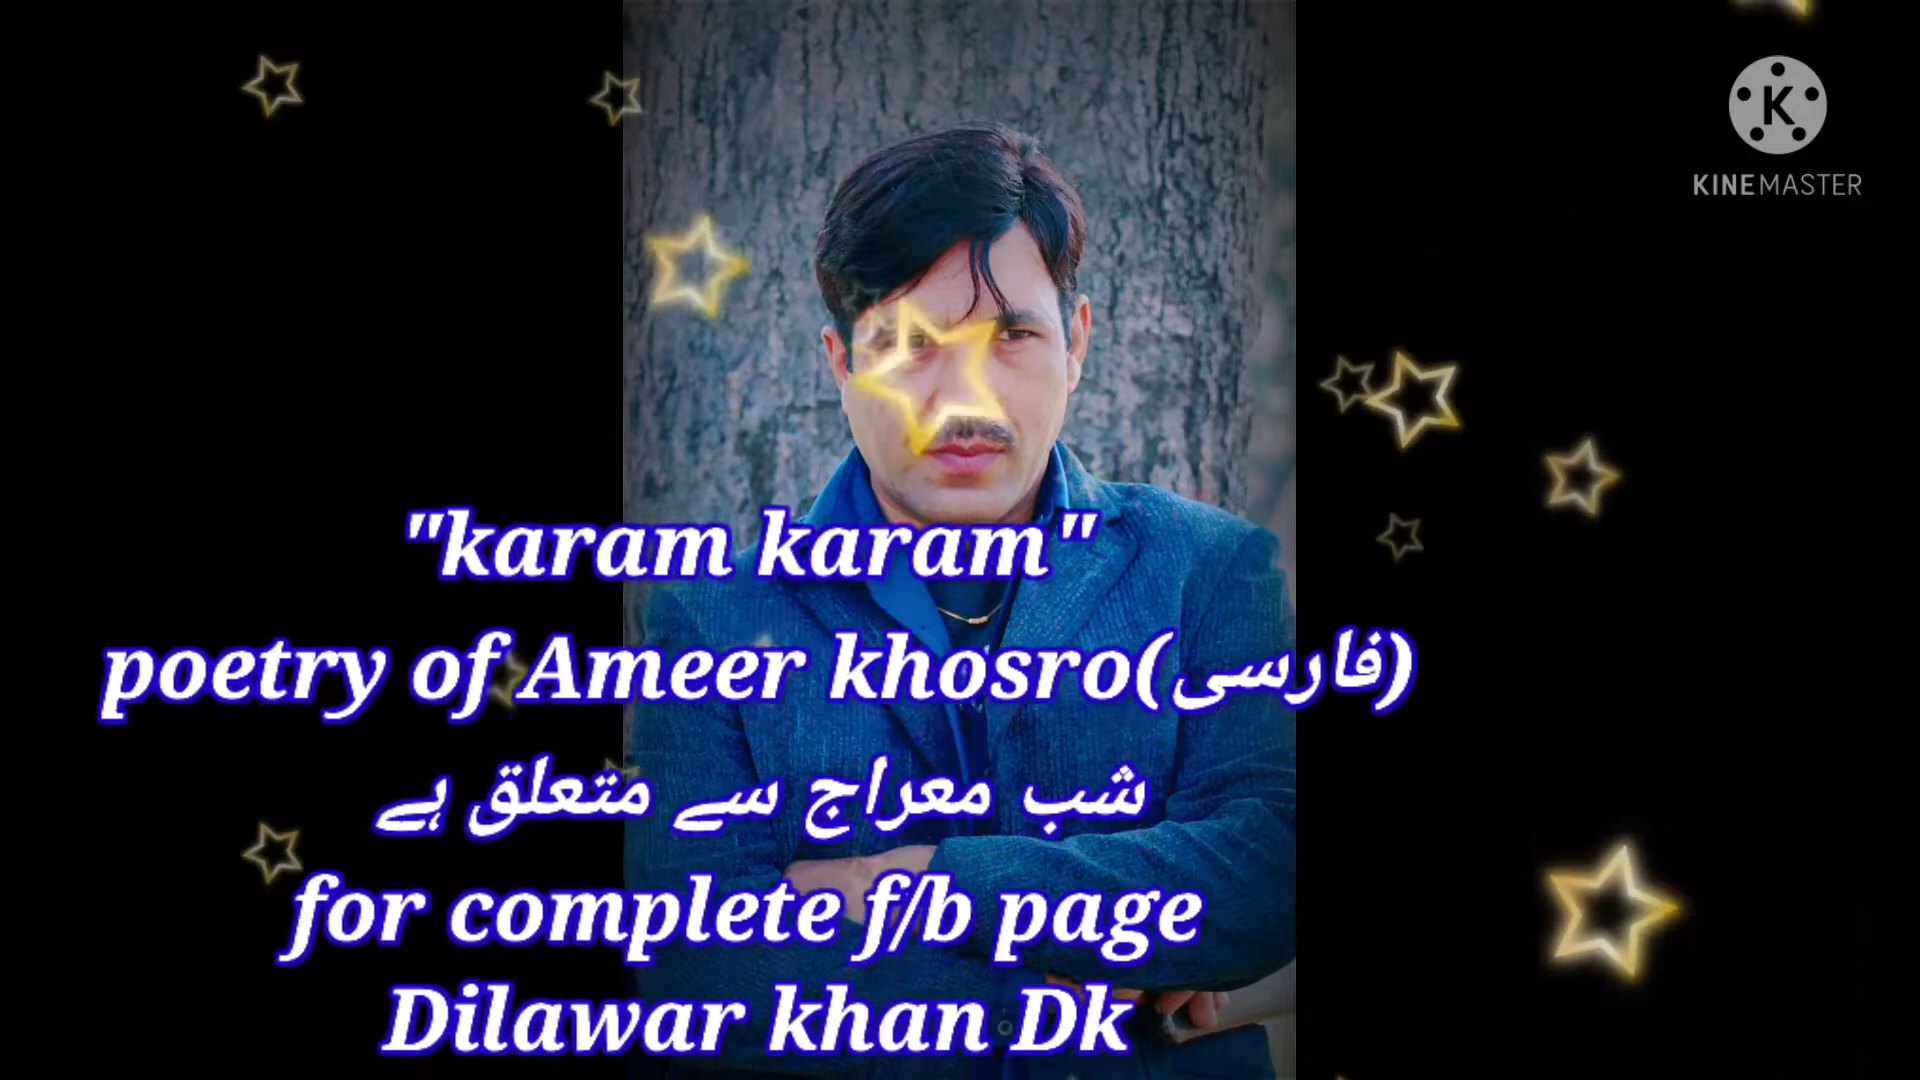 K
KINEMASTER
"karam karam"
poetry of Ameer khosro(فارسی)
شب معراج سے متعلق ہے
for complete f/b page
Dilawar khan Dk